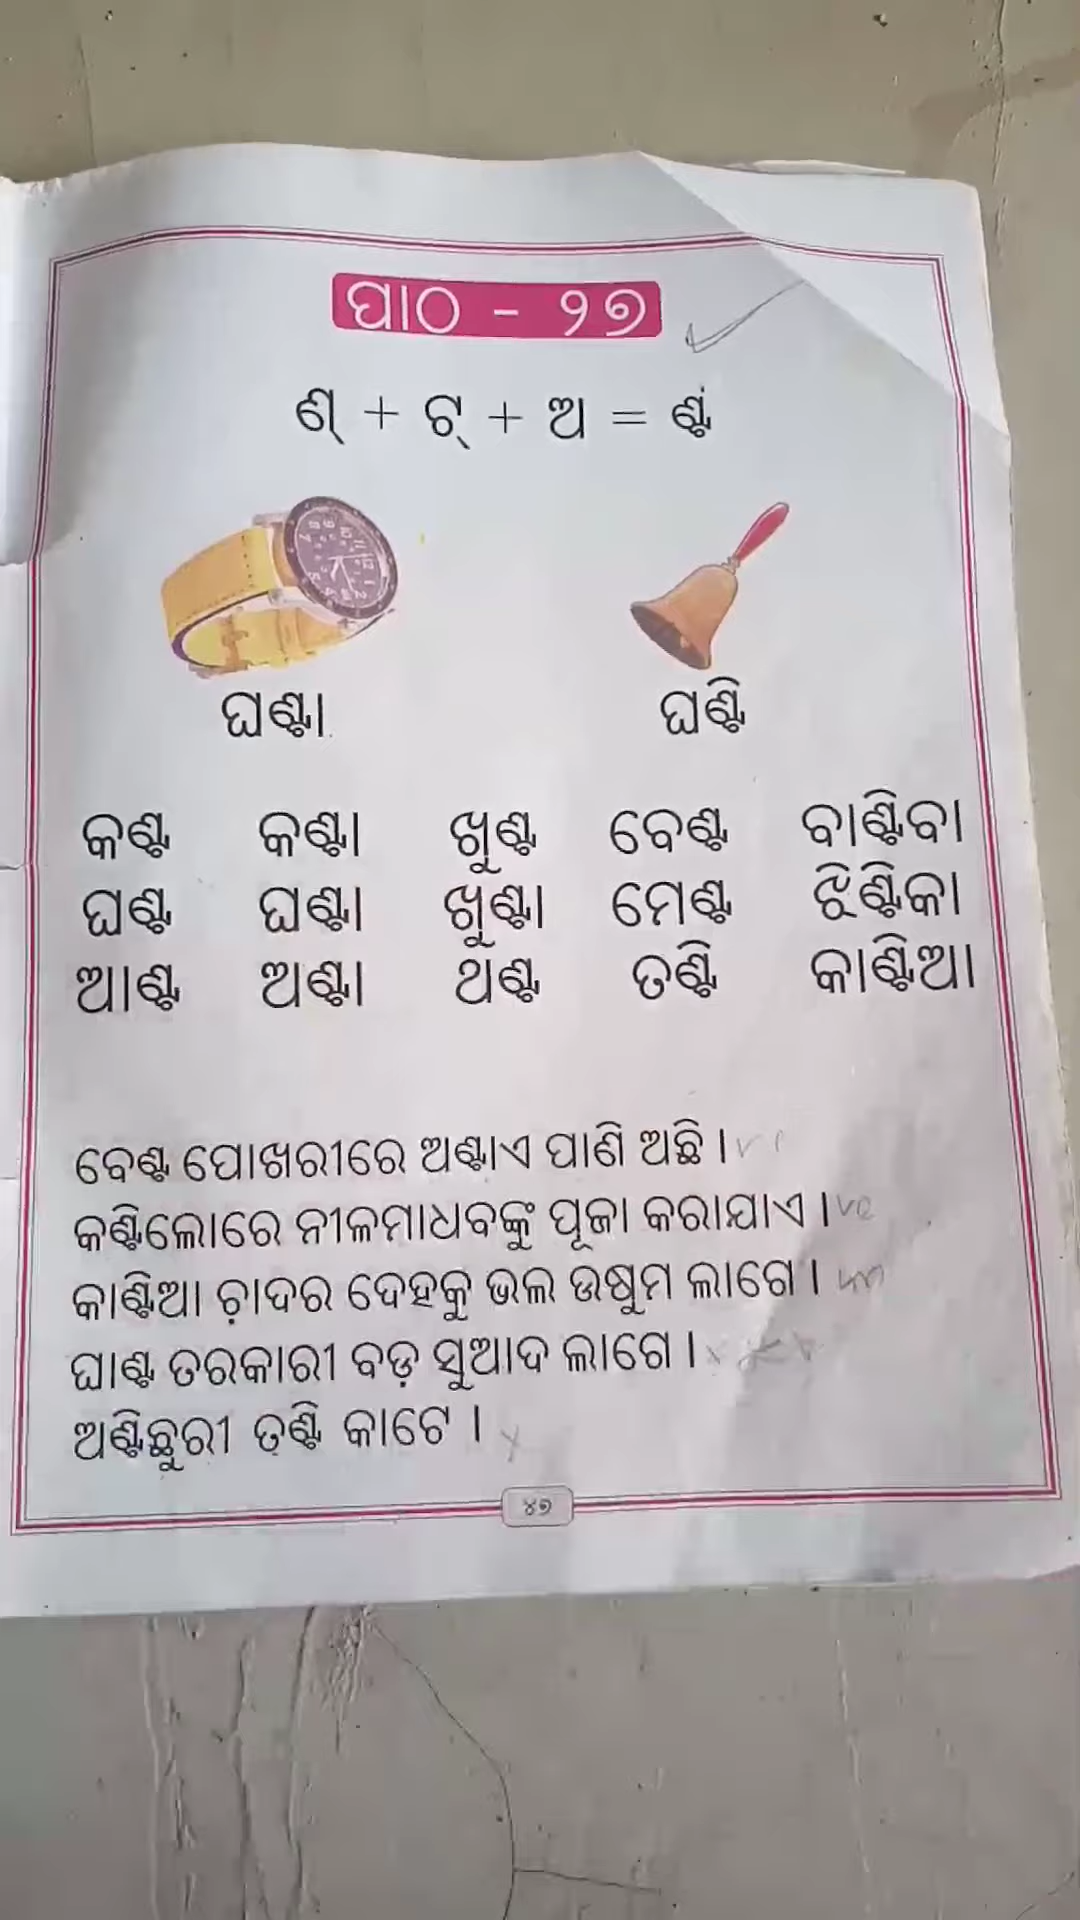 ପାଠ - ୨୭
ଣ୍ + ଟ୍ + ଅ = ଣ୍ଟ
ଘଣ୍ଟା ଘଣ୍ଟି
କଣ୍ଟ କଣ୍ଟା ଖୁଣ୍ଟ ବେଣ୍ଟ ବାଣ୍ଟିବା
ଘଣ୍ଟ ଘଣ୍ଟା ଖୁଣ୍ଟା ମେଣ୍ଟ ଝିଣ୍ଟିକା
ଆଣ୍ଟ ଅଣ୍ଟା ଥଣ୍ଟ ତଣ୍ଟି କାଣ୍ଟିଆ
ବେଣ୍ଟ ପୋଖରୀରେ ଅଣ୍ଟାଏ ପାଣି ଅଛି ।
କଣ୍ଟିଲୋରେ ନୀଳମାଧବଙ୍କୁ ପୂଜା କରାଯାଏ ।
କାଣ୍ଟିଆ ଚାଦର ଦେହକୁ ଭଲ ଉଷୁମ ଲାଗେ ।
ଘାଣ୍ଟ ତରକାରୀ ବଡ଼ ସୁଆଦ ଲାଗେ ।
ଅଣ୍ଟିଛୁରୀ ତଣ୍ଟି କାଟେ ।
୪୭